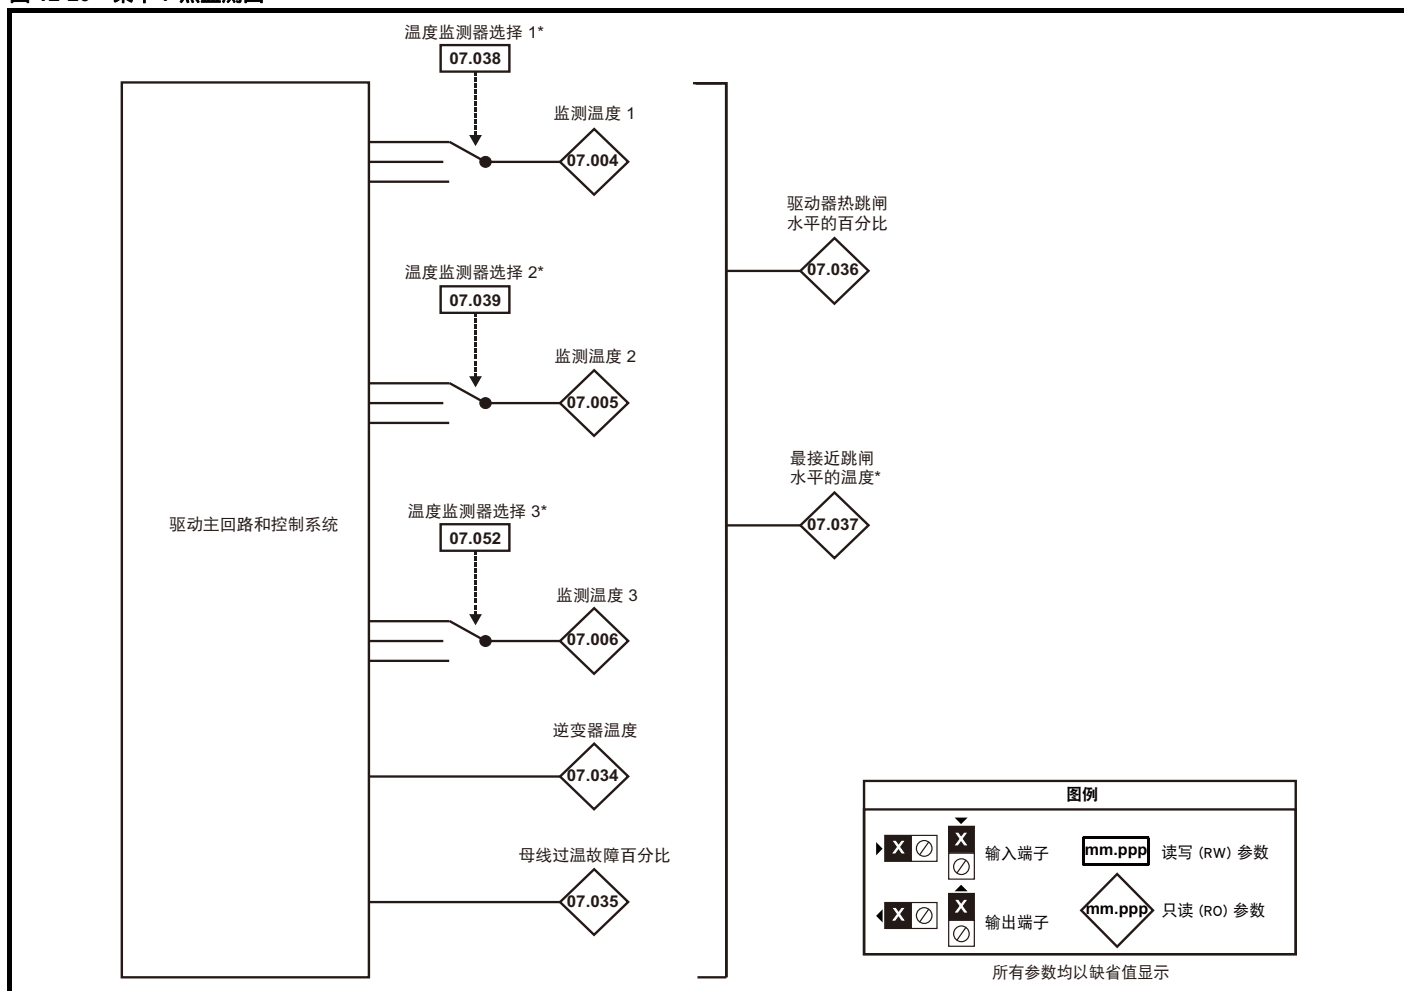 温度监测器选择 1*
07.038
监测温度 1
07.004
驱动器热跳闸
水平的百分比
07.036
温度监测器选择 2*
07.039
监测温度 2
07.005
最接近跳闸
水平的温度*
07.037
驱动主回路和控制系统
温度监测器选择 3*
07.052
监测温度 3
07.006
逆变器温度
07.034
母线过温故障百分比
07.035
图例
X
X
输入端子
mm.ppp
读写 (RW) 参数
X
X
输出端子
mm.ppp
只读 (RO) 参数
所有参数均以缺省值显示